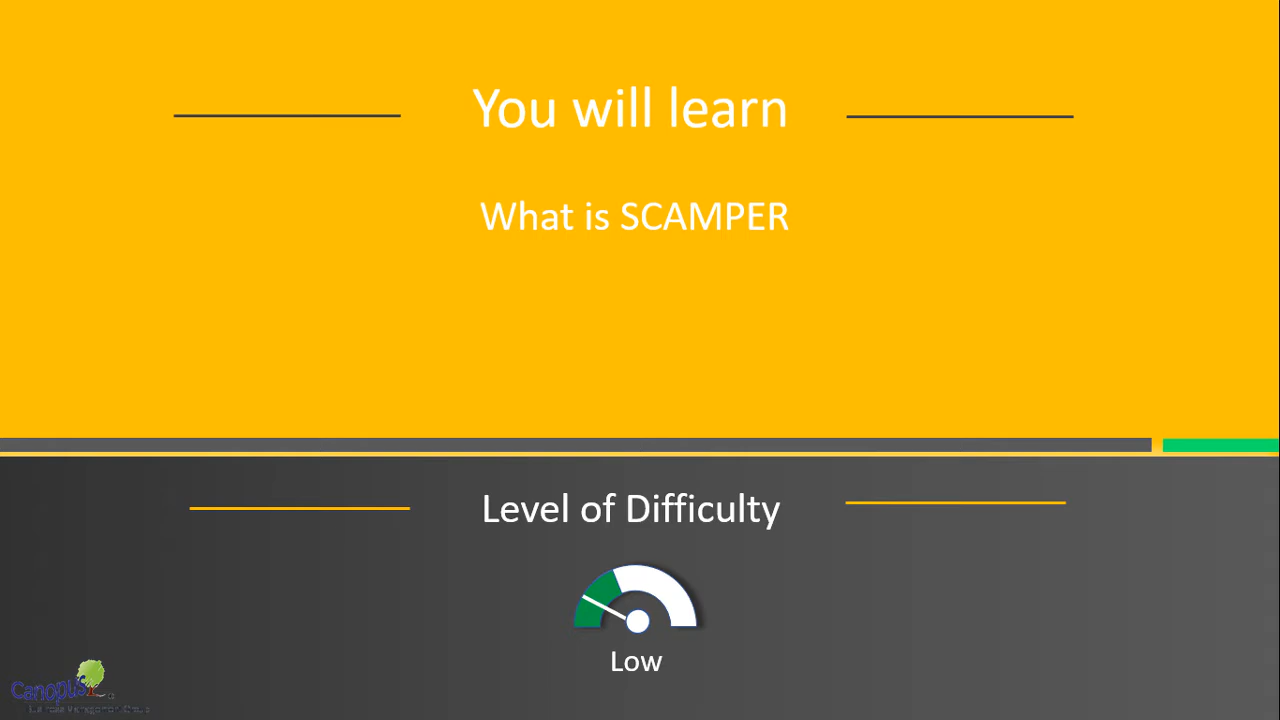 You will learn
What is SCAMPER
Level of Difficulty
Low
Canopus